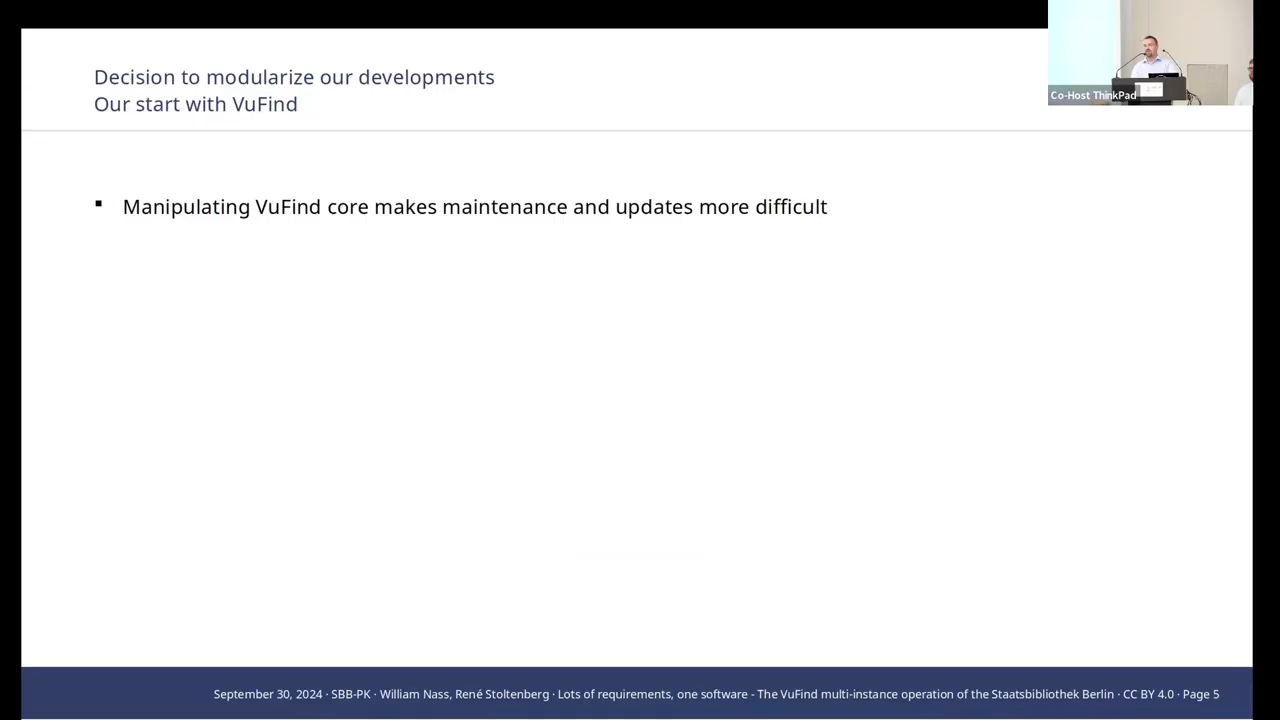 Decision to modularize our developments
Our start with VuFind
Co-Host ThinkPad
▪ Manipulating VuFind core makes maintenance and updates more difficult
September 30, 2024 · SBB-PK · William Nass, René Stoltenberg · Lots of requirements, one software - The VuFind multi-instance operation of the Staatsbibliothek Berlin · CC BY 4.0 · Page 5